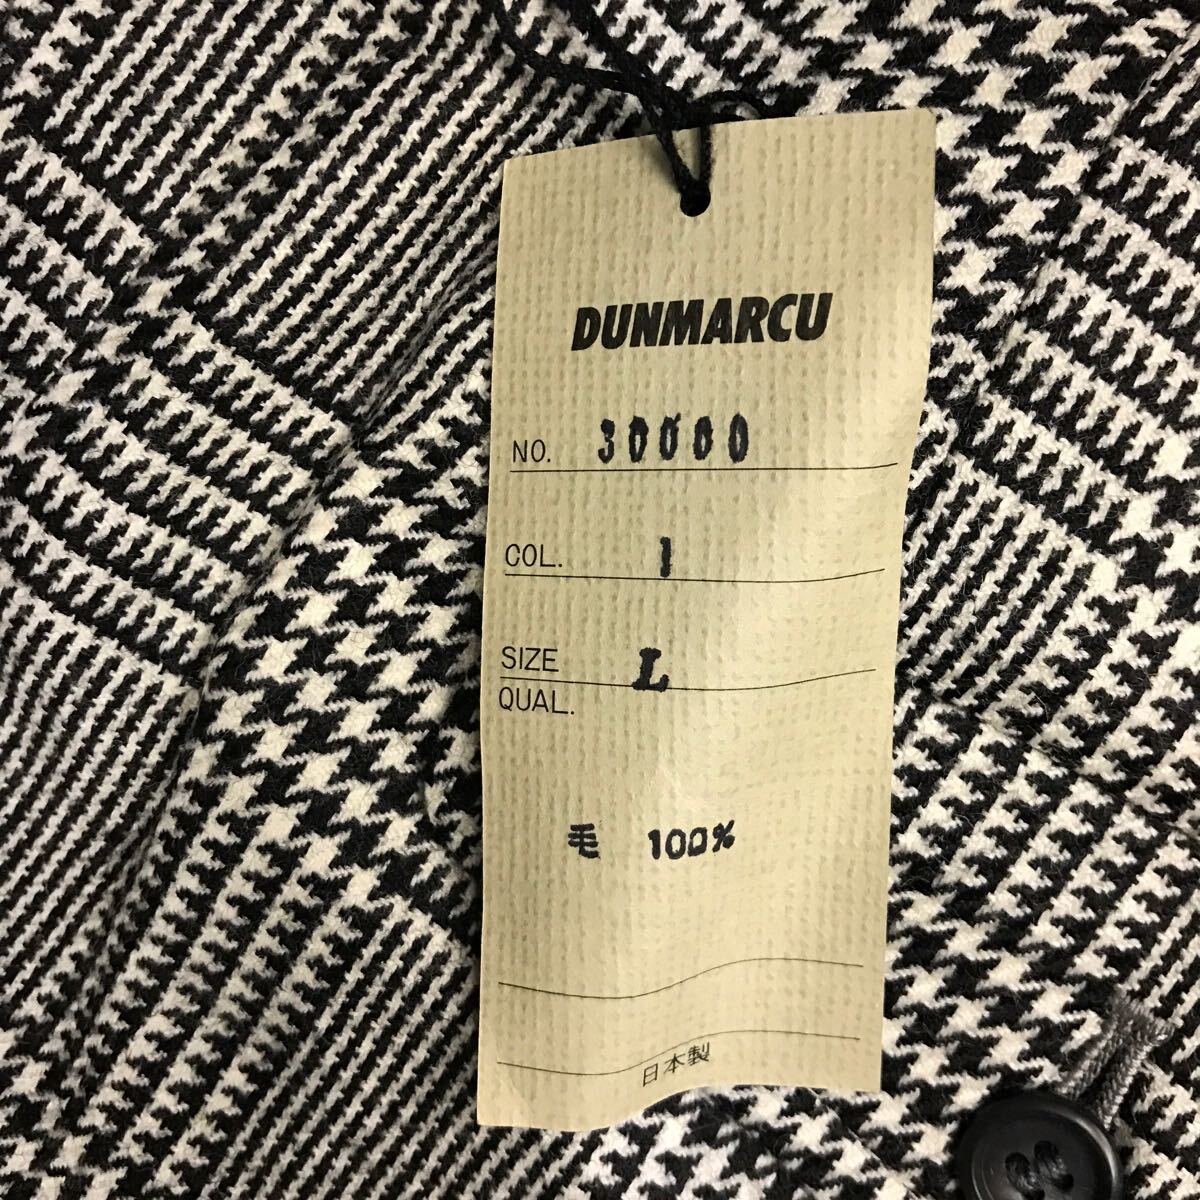 DUNMARCU
NO. 30000
COL. 1
SIZE L
QUAL.
毛 100%
日本製